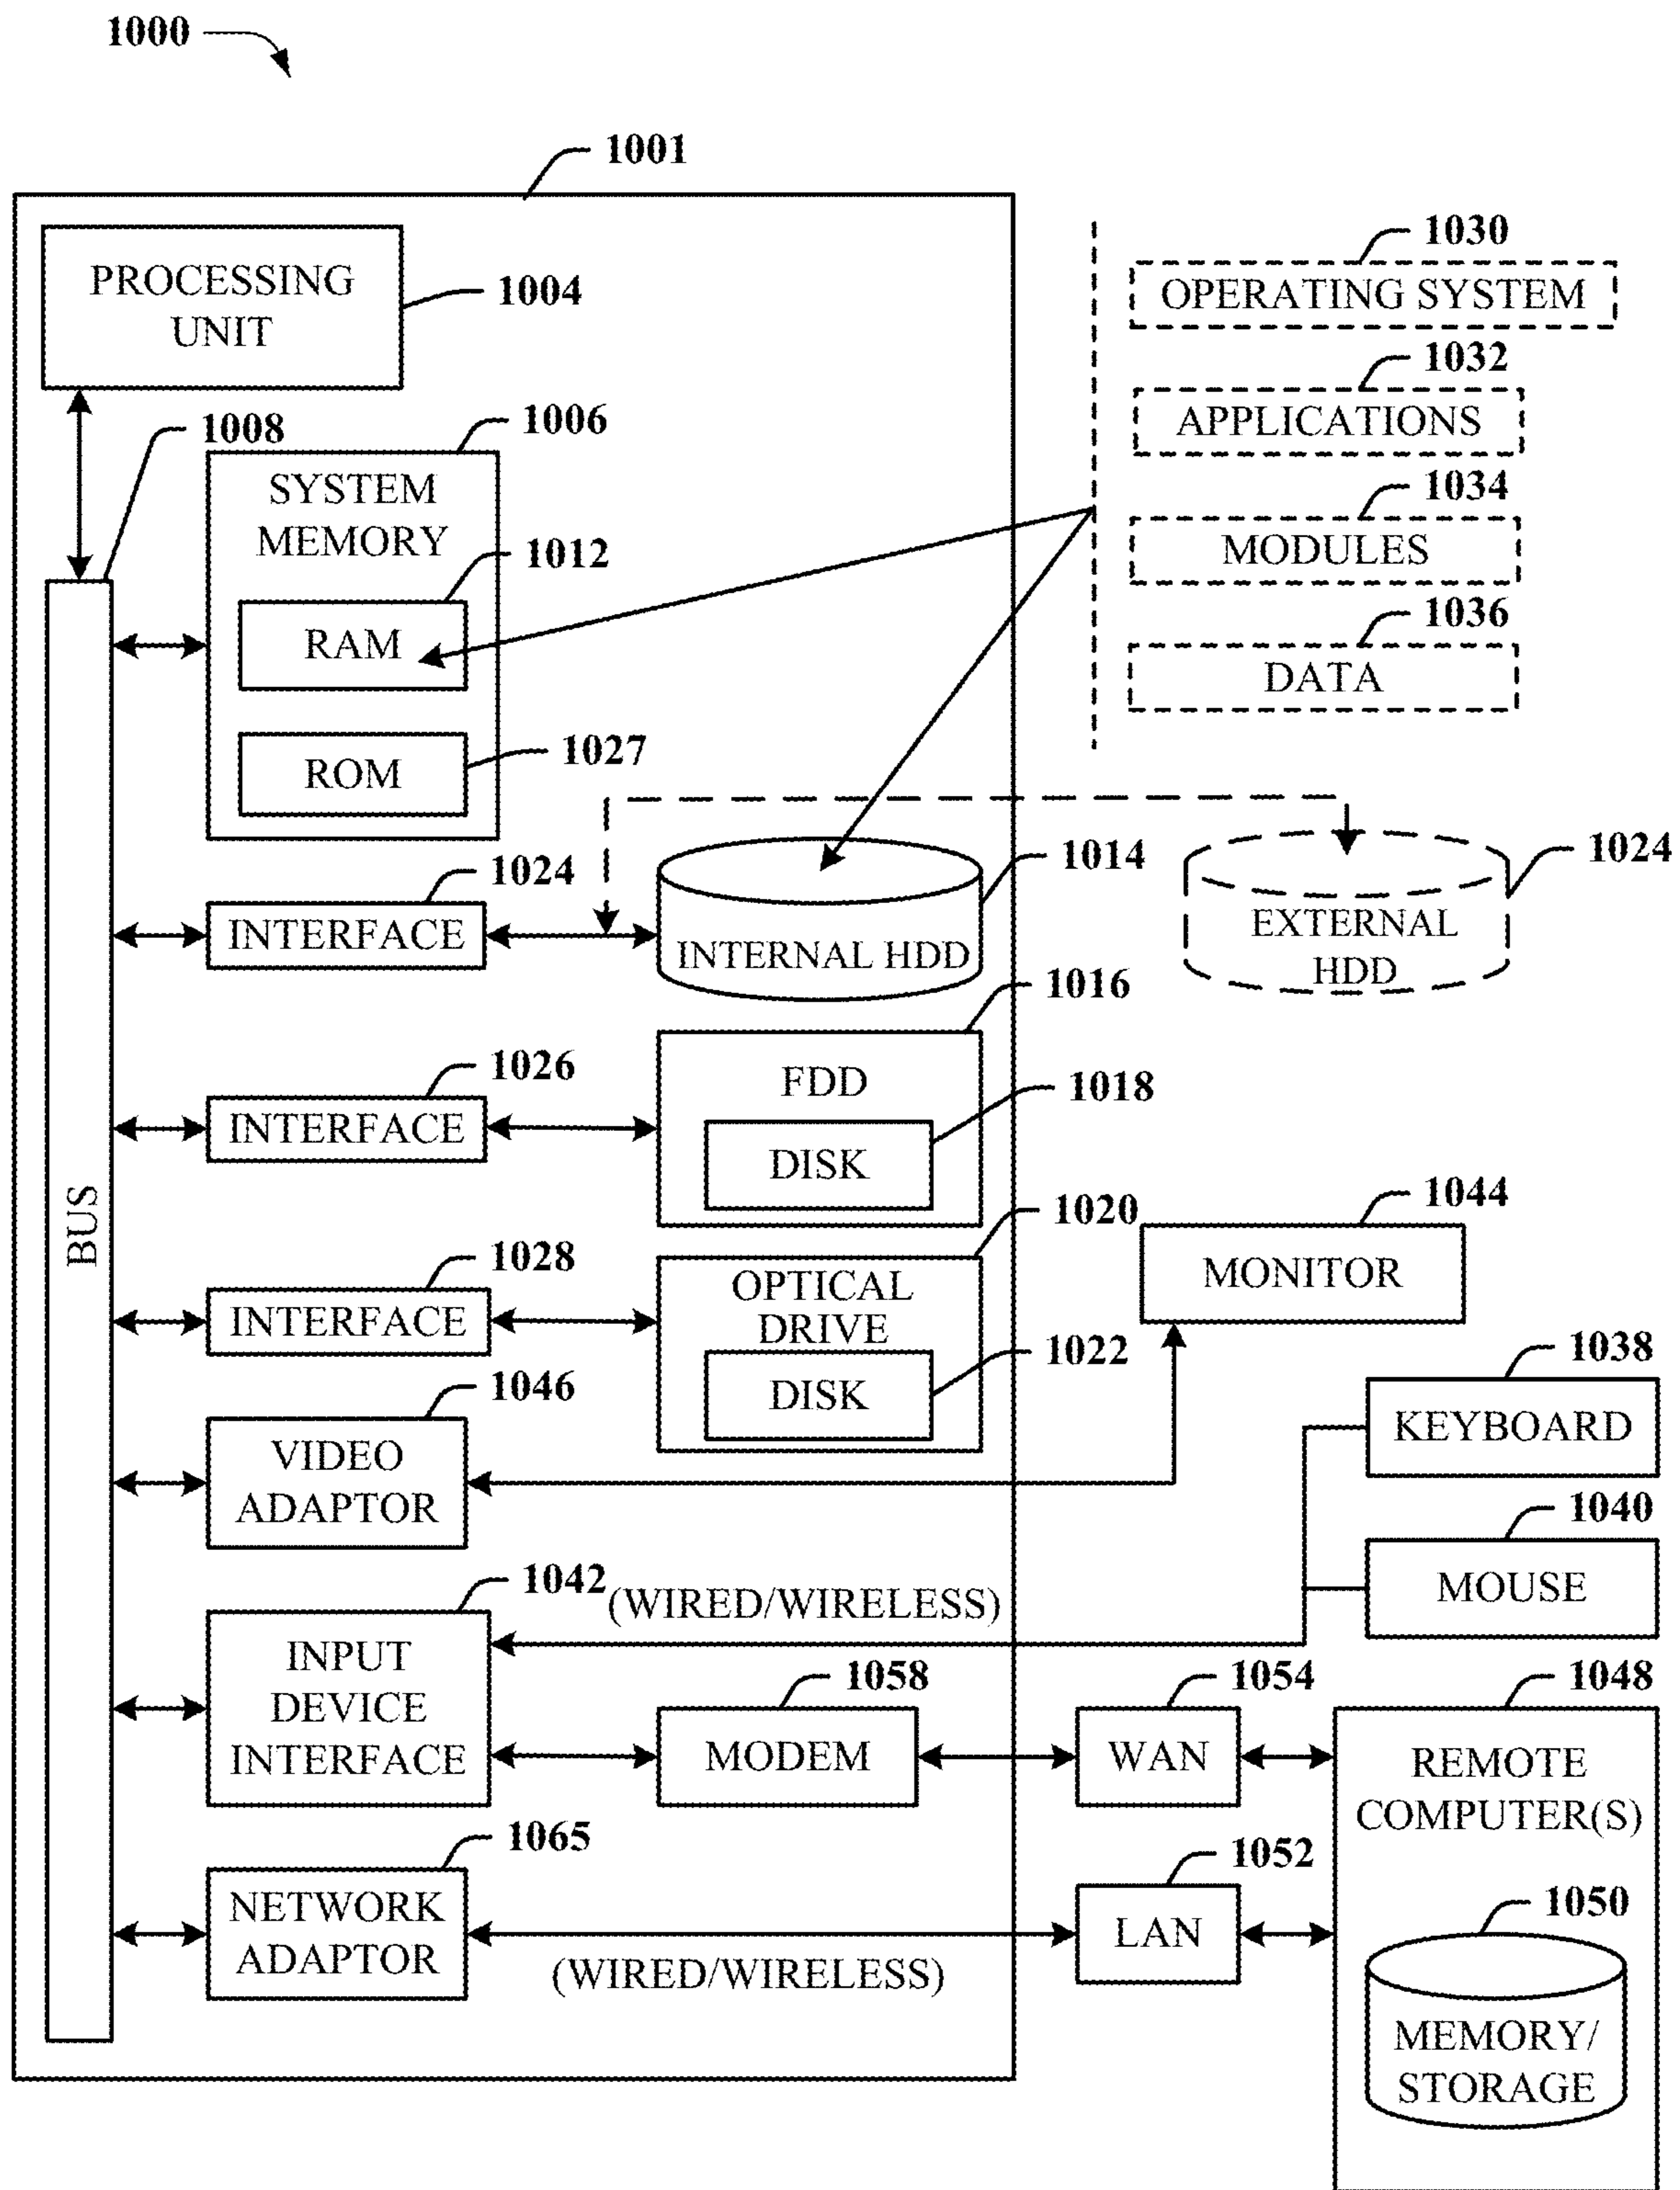 1000
1001
PROCESSING
UNIT
1004
1030
OPERATING SYSTEM
1032
APPLICATIONS
1034
MODULES
1036
DATA
1008
1006
SYSTEM
MEMORY
1012
RAM
1027
ROM
1024
INTERFACE
1014
INTERNAL HDD
1024
EXTERNAL
HDD
1016
FDD
1026
INTERFACE
1018
DISK
BUS
1020
OPTICAL
DRIVE
1028
INTERFACE
1022
DISK
1044
MONITOR
1038
KEYBOARD
1046
VIDEO
ADAPTOR
1040
MOUSE
1042
(WIRED/WIRELESS)
INPUT
DEVICE
INTERFACE
1058
MODEM
1054
WAN
1048
REMOTE
COMPUTER(S)
1065
NETWORK
ADAPTOR
(WIRED/WIRELESS)
1052
LAN
1050
MEMORY/
STORAGE